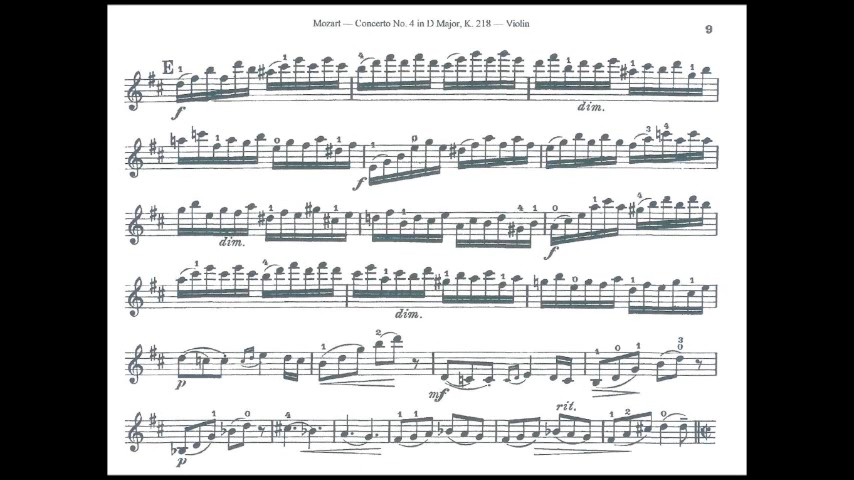 Mozart — Concerto No. 4 in D Major, K. 218 — Violin
9
E
f
dim.
f
dim.
f
dim.
p
mf
rit.
p